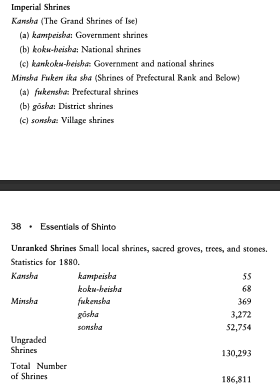 Imperial Shrines
Kansha (The Grand Shrines of Ise)
(a) kampeisha: Government shrines
(b) koku-heisha: National shrines
(c) kankoku-heisha: Government and national shrines
Minsha Fuken ika sha (Shrines of Prefectural Rank and Below)
(a) fukensha: Prefectural shrines
(b) gōsha: District shrines
(c) sonsha: Village shrines
38 • Essentials of Shinto
Unranked Shrines Small local shrines, sacred groves, trees, and stones.
Statistics for 1880.
Kansha kampeisha 55
koku-heisha 68
Minsha fukensha 369
gōsha 3,272
sonsha 52,754
Ungraded
Shrines 130,293
Total Number
of Shrines 186,811